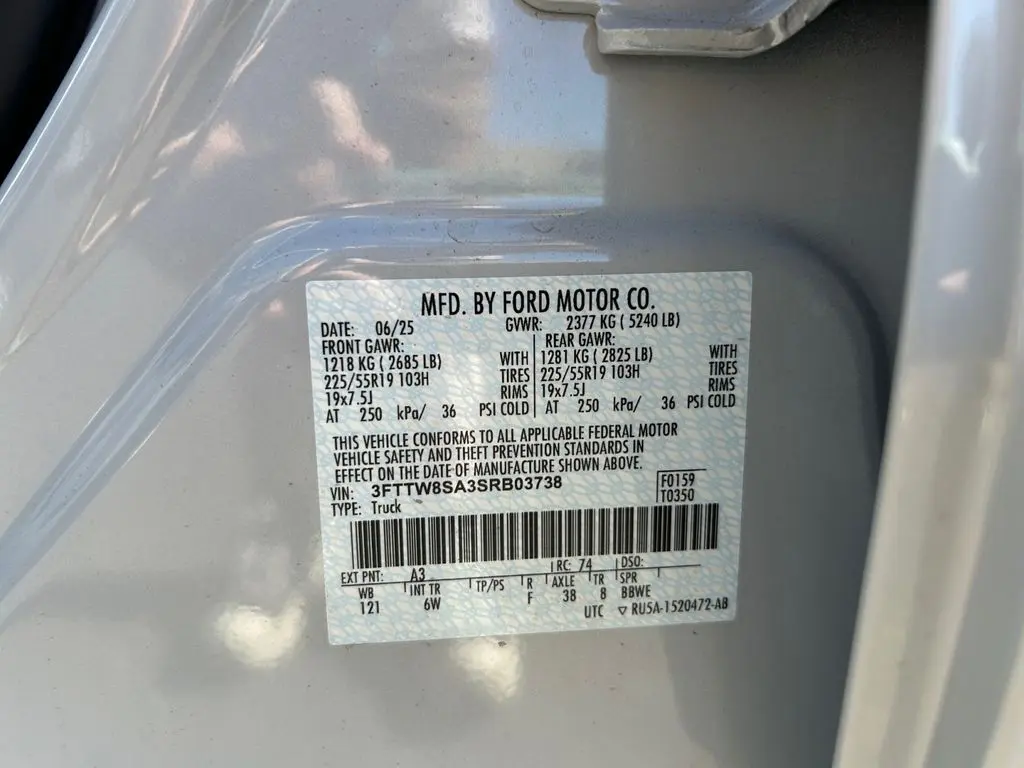 MFD. BY FORD MOTOR CO.
DATE: 06/25 GVWR: 2377 KG ( 5240 LB)
FRONT GAWR: REAR GAWR:
1218 KG ( 2685 LB) WITH 1281 KG ( 2825 LB) WITH
225/55R19 103H TIRES 225/55R19 103H TIRES
19x7.5J RIMS 19x7.5J RIMS
AT 250 kPa/ 36 PSI COLD AT 250 kPa/ 36 PSI COLD
THIS VEHICLE CONFORMS TO ALL APPLICABLE FEDERAL MOTOR
VEHICLE SAFETY AND THEFT PREVENTION STANDARDS IN
EFFECT ON THE DATE OF MANUFACTURE SHOWN ABOVE.
VIN: 3FTTW8SA3SRB03738 F0159
TYPE: Truck T0350
EXT PNT: A3 RC: 74 DSO:
WB INT TR TP/PS R AXLE TR SPR
121 6W F 38 8 BBWE
UTC ▽ RU5A-1520472-AB